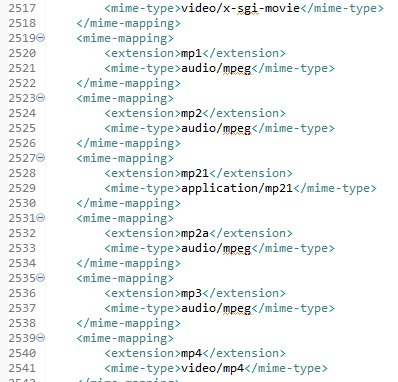 2517 <mime-type>video/x-sgi-movie</mime-type>
2518 </mime-mapping>
2519 <mime-mapping>
2520 <extension>mp1</extension>
2521 <mime-type>audio/mpeg</mime-type>
2522 </mime-mapping>
2523 <mime-mapping>
2524 <extension>mp2</extension>
2525 <mime-type>audio/mpeg</mime-type>
2526 </mime-mapping>
2527 <mime-mapping>
2528 <extension>mp21</extension>
2529 <mime-type>application/mp21</mime-type>
2530 </mime-mapping>
2531 <mime-mapping>
2532 <extension>mp2a</extension>
2533 <mime-type>audio/mpeg</mime-type>
2534 </mime-mapping>
2535 <mime-mapping>
2536 <extension>mp3</extension>
2537 <mime-type>audio/mpeg</mime-type>
2538 </mime-mapping>
2539 <mime-mapping>
2540 <extension>mp4</extension>
2541 <mime-type>video/mp4</mime-type>
2542 </mime-mapping>